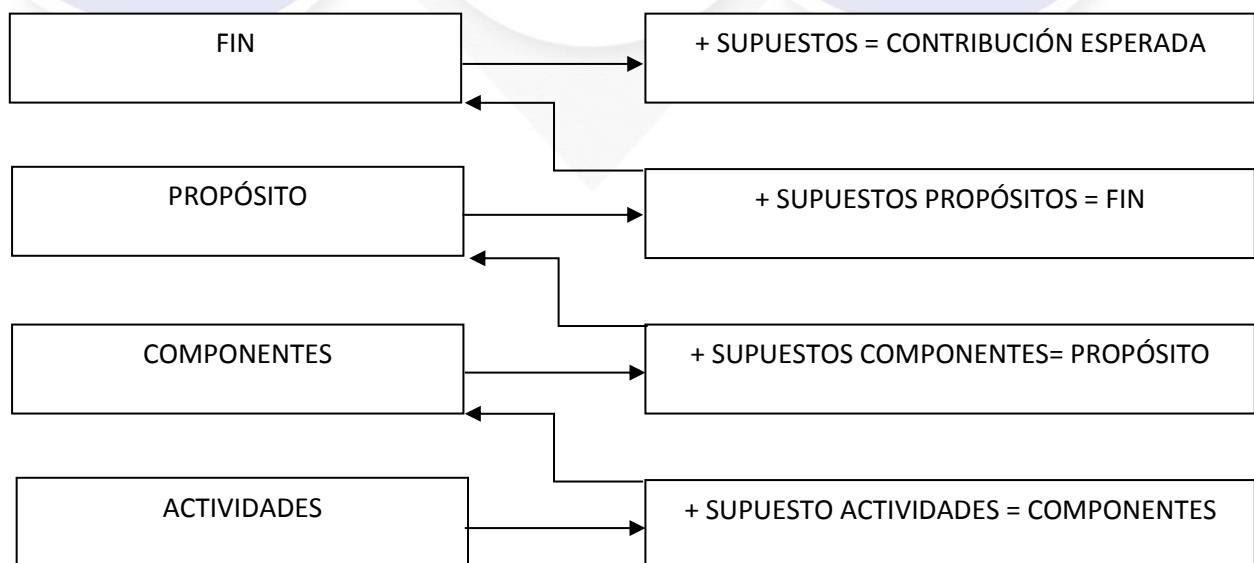 FIN
+ SUPUESTOS = CONTRIBUCIÓN ESPERADA
PROPÓSITO
+ SUPUESTOS PROPÓSITOS = FIN
COMPONENTES
+ SUPUESTOS COMPONENTES= PROPÓSITO
ACTIVIDADES
+ SUPUESTO ACTIVIDADES = COMPONENTES